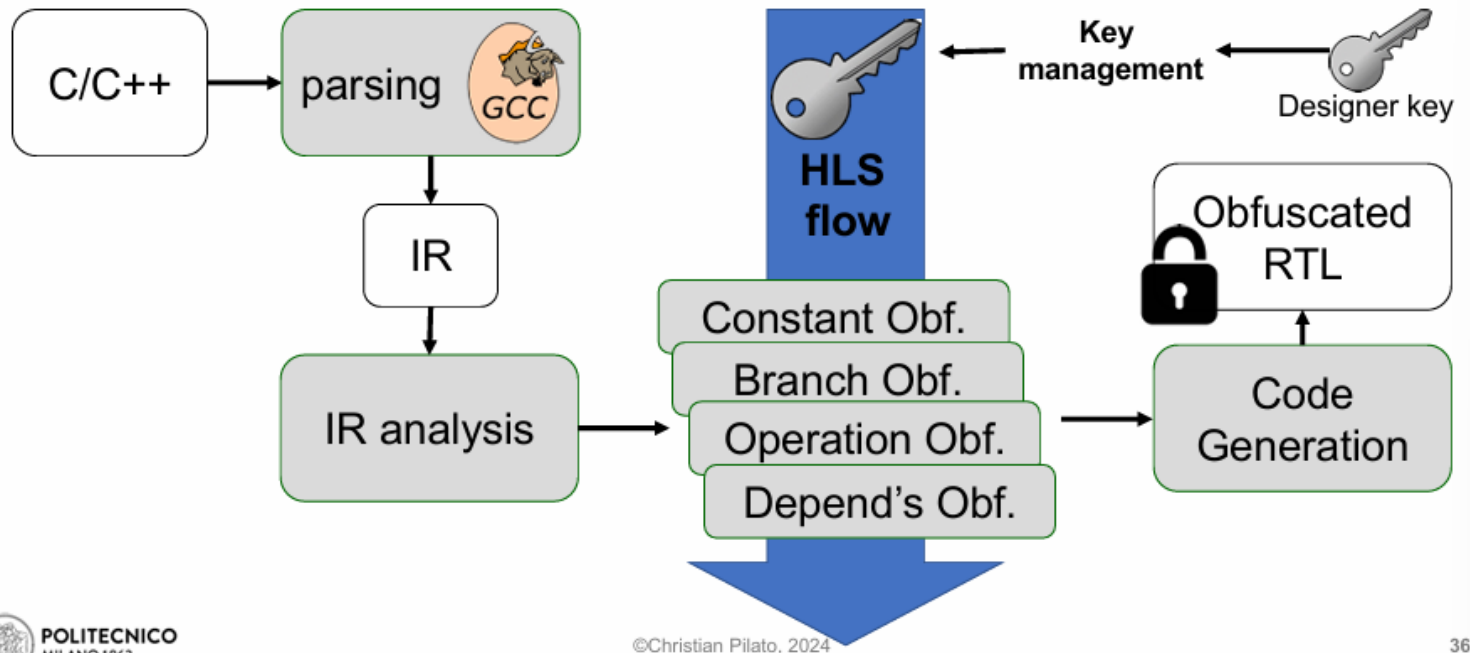 C/C++
parsing
GCC
IR
IR analysis
HLS
flow
Key
management
Designer key
Constant Obf.
Branch Obf.
Operation Obf.
Depend's Obf.
Obfuscated
RTL
Code
Generation
POLITECNICO
©Christian Pilato, 2024
36